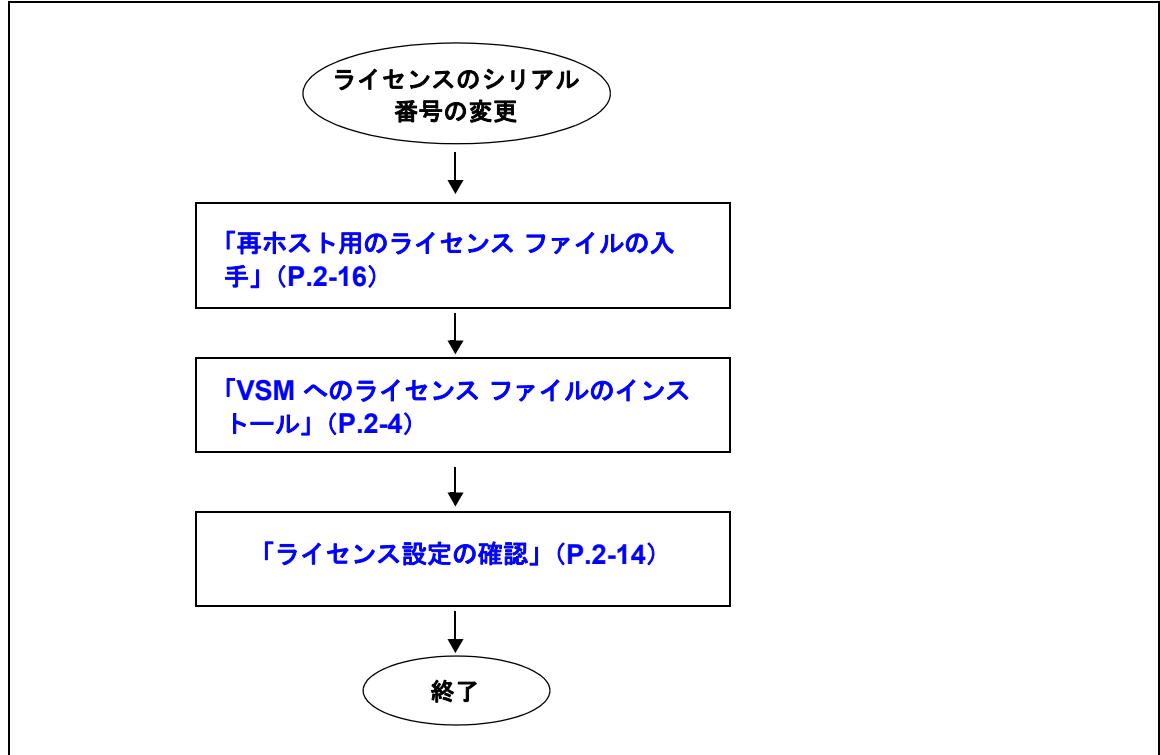 ライセンスのシリアル
番号の変更
「再ホスト用のライセンス ファイルの入
手」（P.2-16）
「VSM へのライセンス ファイルのインス
トール」（P.2-4）
「ライセンス設定の確認」（P.2-14）
終了